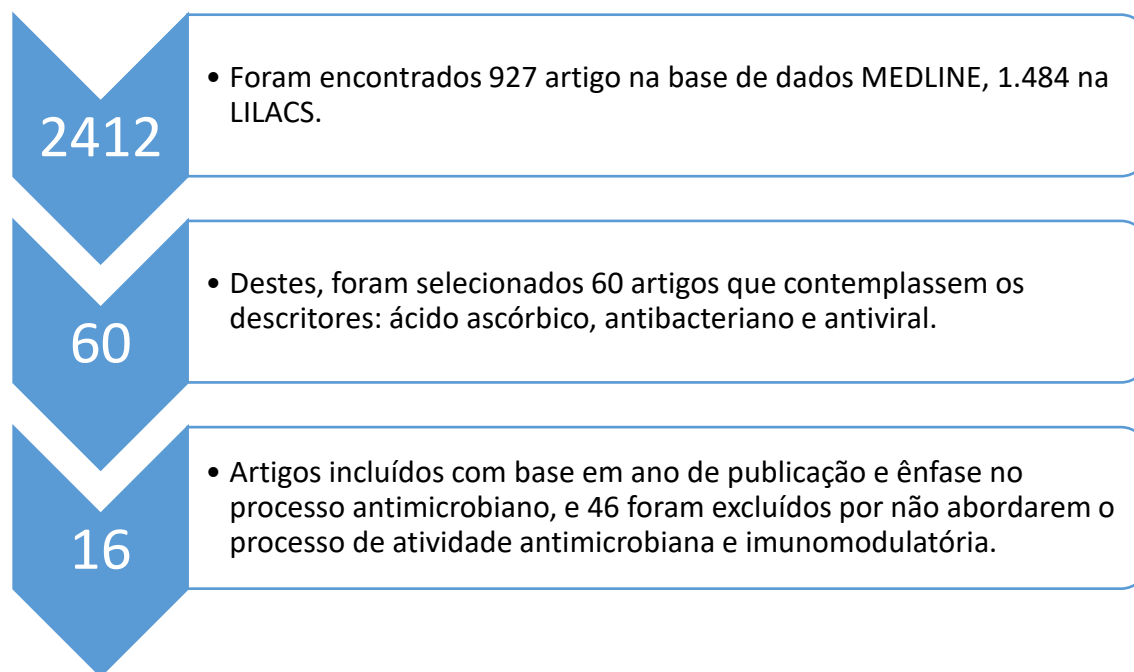 2412
• Foram encontrados 927 artigo na base de dados MEDLINE, 1.484 na
LILACS.
60
• Destes, foram selecionados 60 artigos que contemplassem os
descritores: ácido ascórbico, antibacteriano e antiviral.
16
• Artigos incluídos com base em ano de publicação e ênfase no
processo antimicrobiano, e 46 foram excluídos por não abordarem o
processo de atividade antimicrobiana e imunomodulatória.